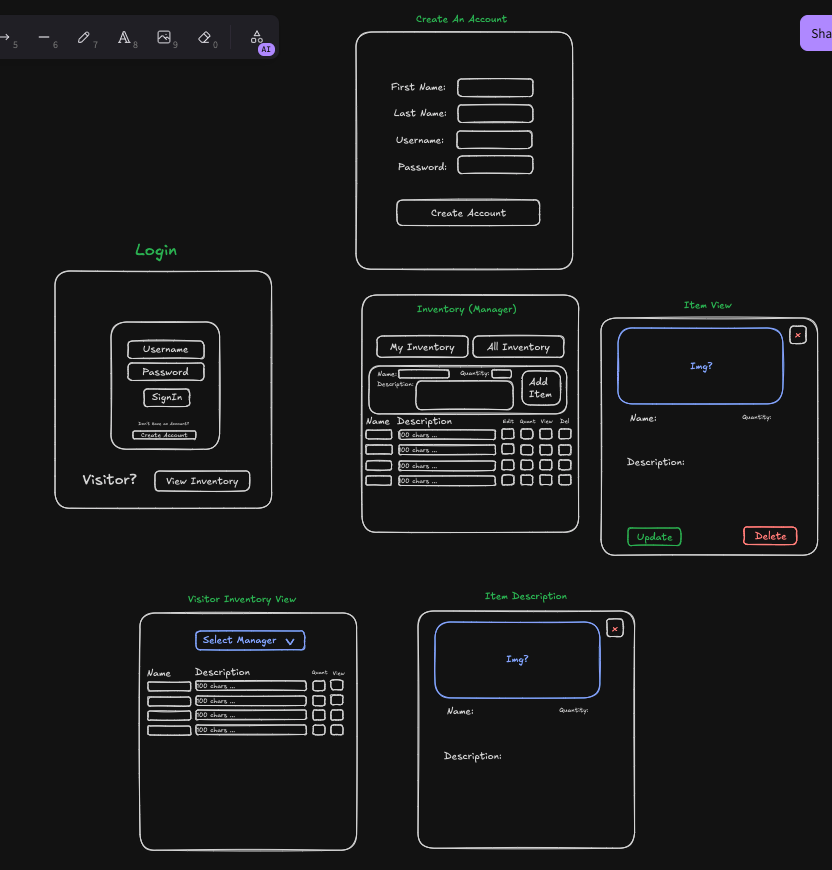 5
6
7
8
9
0
AI
Sha
Create An Account
First Name:
Last Name:
Username:
Password:
Create Account
Login
Username
Password
SignIn
Don't have an Account?
Create Account
Visitor?
View Inventory
Inventory (Manager)
My Inventory
All Inventory
Name:
Quantity:
Description:
Add
Item
Name
Description
Edit
Quant
View
Del
100 chars ...
100 chars ...
100 chars ...
100 chars ...
Item View
x
Img?
Name:
Quantity:
Description:
Update
Delete
Visitor Inventory View
Select Manager
Name
Description
Quant
View
100 chars ...
100 chars ...
100 chars ...
100 chars ...
Item Description
x
Img?
Name:
Quantity:
Description: